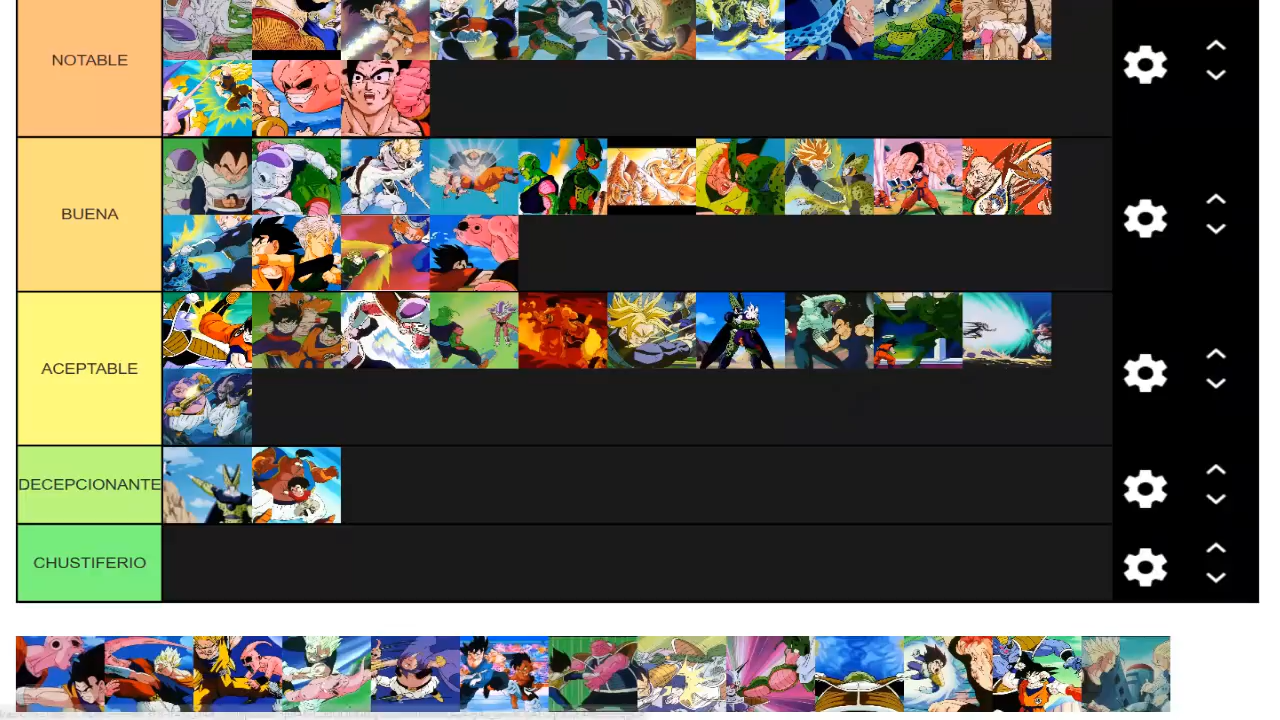 NOTABLE
BUENA
ACEPTABLE
DECEPCIONANTE
CHUSTIFERIO